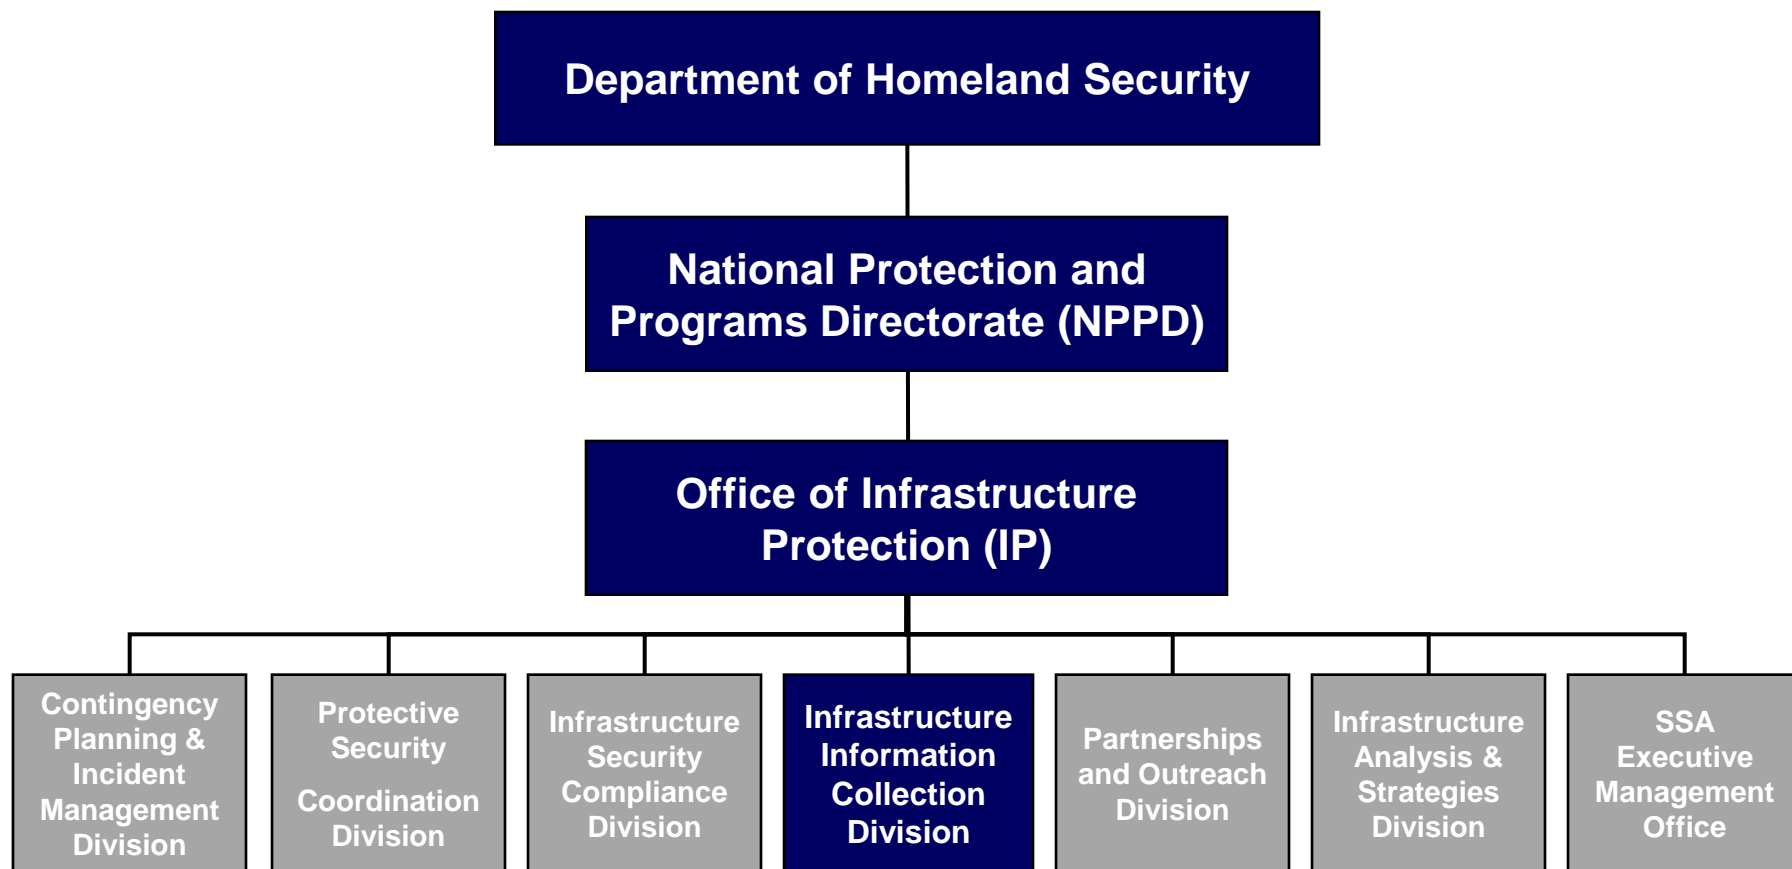 Department of Homeland Security
National Protection and
Programs Directorate (NPPD)
Office of Infrastructure
Protection (IP)
Contingency
Planning &
Incident
Management
Division
Protective
Security
Coordination
Division
Infrastructure
Security
Compliance
Division
Infrastructure
Information
Collection
Division
Partnerships
and Outreach
Division
Infrastructure
Analysis &
Strategies
Division
SSA
Executive
Management
Office